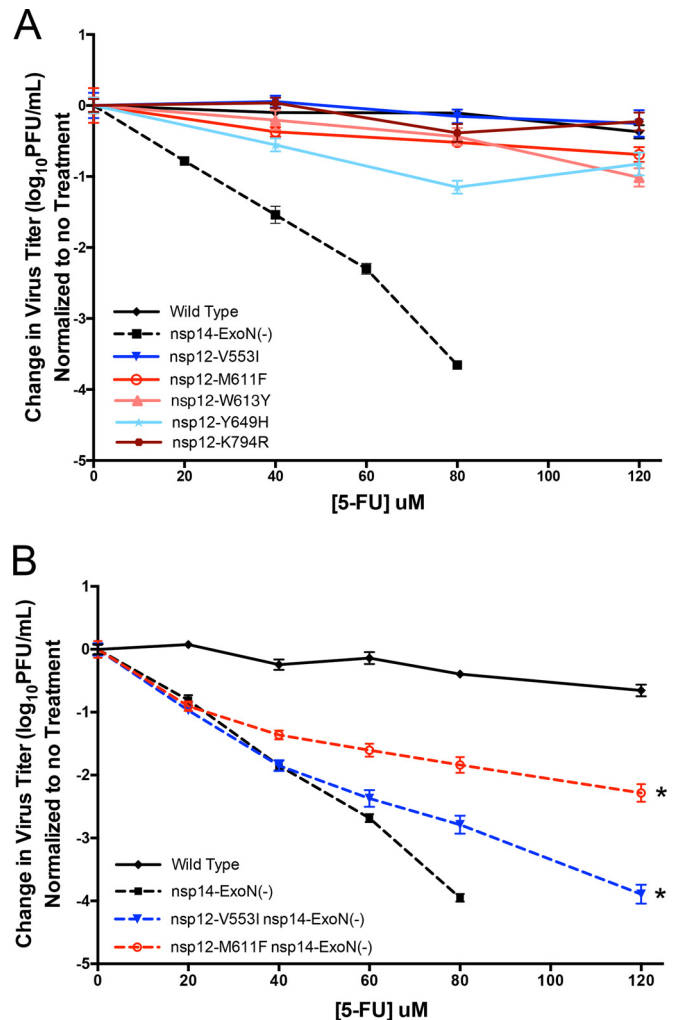 A
Change in Virus Titer (log10PFU/mL)
Normalized to no Treatment
1
0
-1
-2
-3
-4
-5
Wild Type
nsp14-ExoN(-)
nsp12-V553I
nsp12-M611F
nsp12-W613Y
nsp12-Y649H
nsp12-K794R
0 20 40 60 80 100 120
[5-FU] uM
B
Change in Virus Titer (log10PFU/mL)
Normalized to no Treatment
1
0
-1
-2
-3
-4
-5
*
*
Wild Type
nsp14-ExoN(-)
nsp12-V553I nsp14-ExoN(-)
nsp12-M611F nsp14-ExoN(-)
0 20 40 60 80 100 120
[5-FU] uM